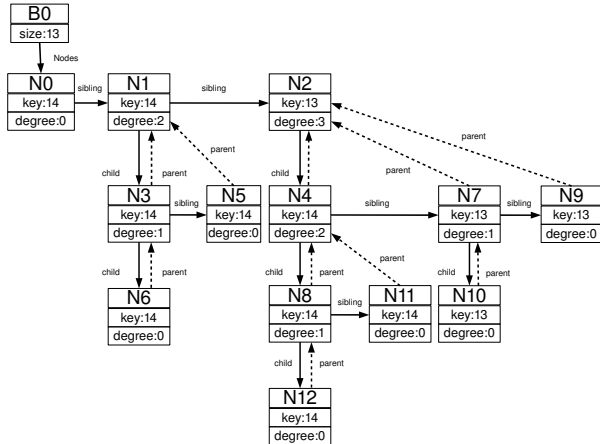 B0
size:13
Nodes
N0
key:14
degree:0
sibling
N1
key:14
degree:2
sibling
N2
key:13
degree:3
parent
parent
parent
child
parent
child
N3
key:14
degree:1
sibling
N5
key:14
degree:0
N4
key:14
degree:2
sibling
N7
key:13
degree:1
sibling
N9
key:13
degree:0
child
parent
child
parent
parent
child
parent
N6
key:14
degree:0
N8
key:14
degree:1
sibling
N11
key:14
degree:0
N10
key:13
degree:0
child
parent
N12
key:14
degree:0